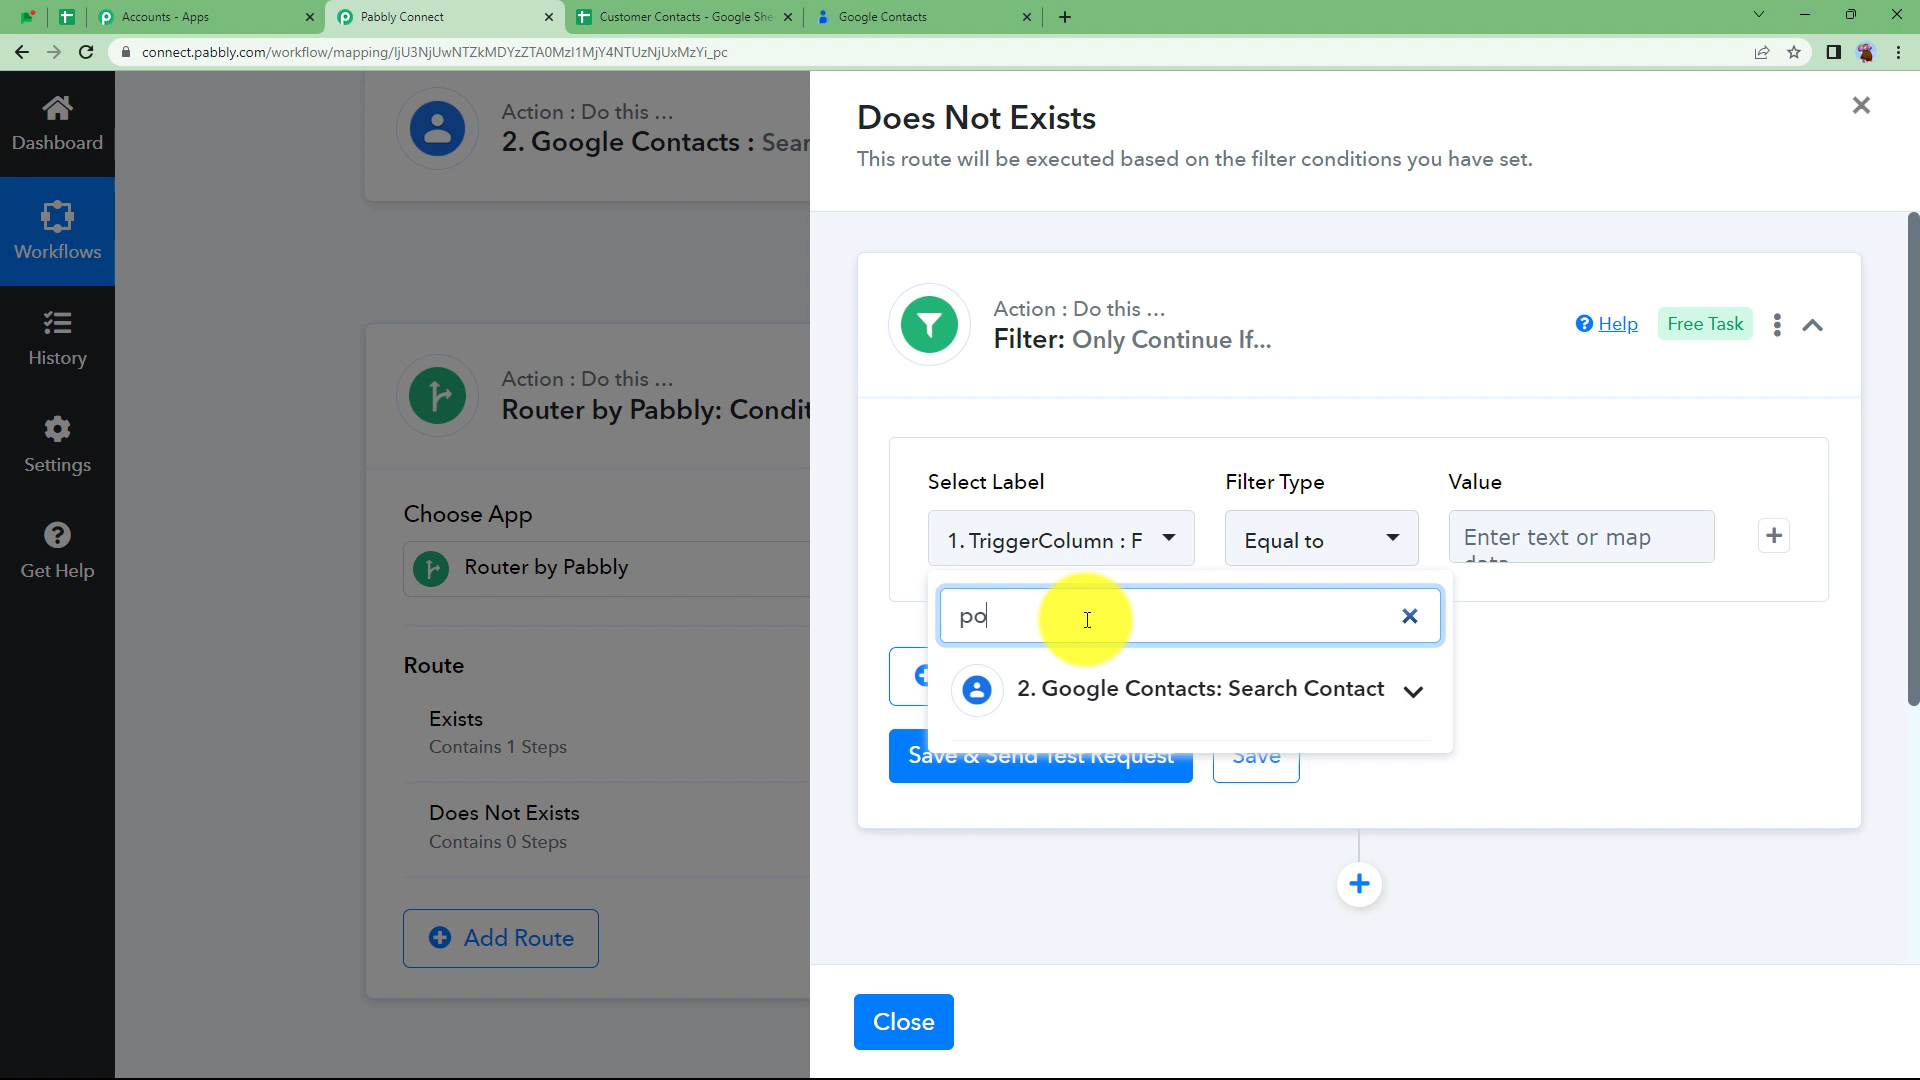 Accounts - Apps
Pabbly Connect
Customer Contacts - Google She
Google Contacts
connect.pabbly.com/workflow/mapping/IjU3NjUwNTZkMDYzZTA0MzI1MjY4NTUzNjUxMzYi_pc
Dashboard
Workflows
History
Settings
Get Help
Action : Do this ...
2. Google Contacts : Sear
Action : Do this ...
Router by Pabbly: Condit
Choose App
Router by Pabbly
Route
Exists
Contains 1 Steps
Does Not Exists
Contains 0 Steps
Add Route
Does Not Exists
This route will be executed based on the filter conditions you have set.
Action : Do this ...
Filter: Only Continue If...
Help
Free Task
Select Label
Filter Type
Value
1. TriggerColumn : F
Equal to
Enter text or map
data
po
2. Google Contacts: Search Contact
Save & Send Test Request
Save
Close